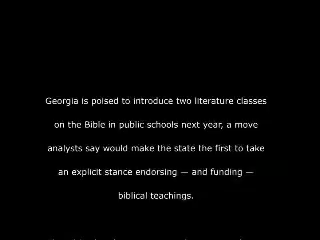 Georgia is poised to introduce two literature classes
on the Bible in public schools next year, a move
analysts say would make the state the first to take
an explicit stance endorsing — and funding —
biblical teachings.